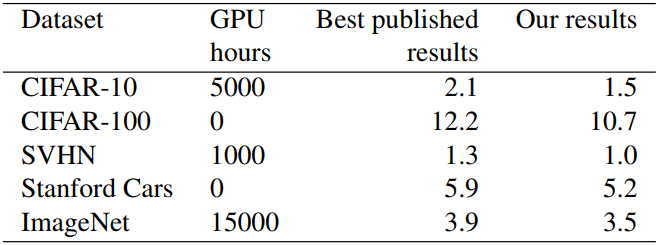 Dataset GPU Best published Our results
hours results
CIFAR-10 5000 2.1 1.5
CIFAR-100 0 12.2 10.7
SVHN 1000 1.3 1.0
Stanford Cars 0 5.9 5.2
ImageNet 15000 3.9 3.5